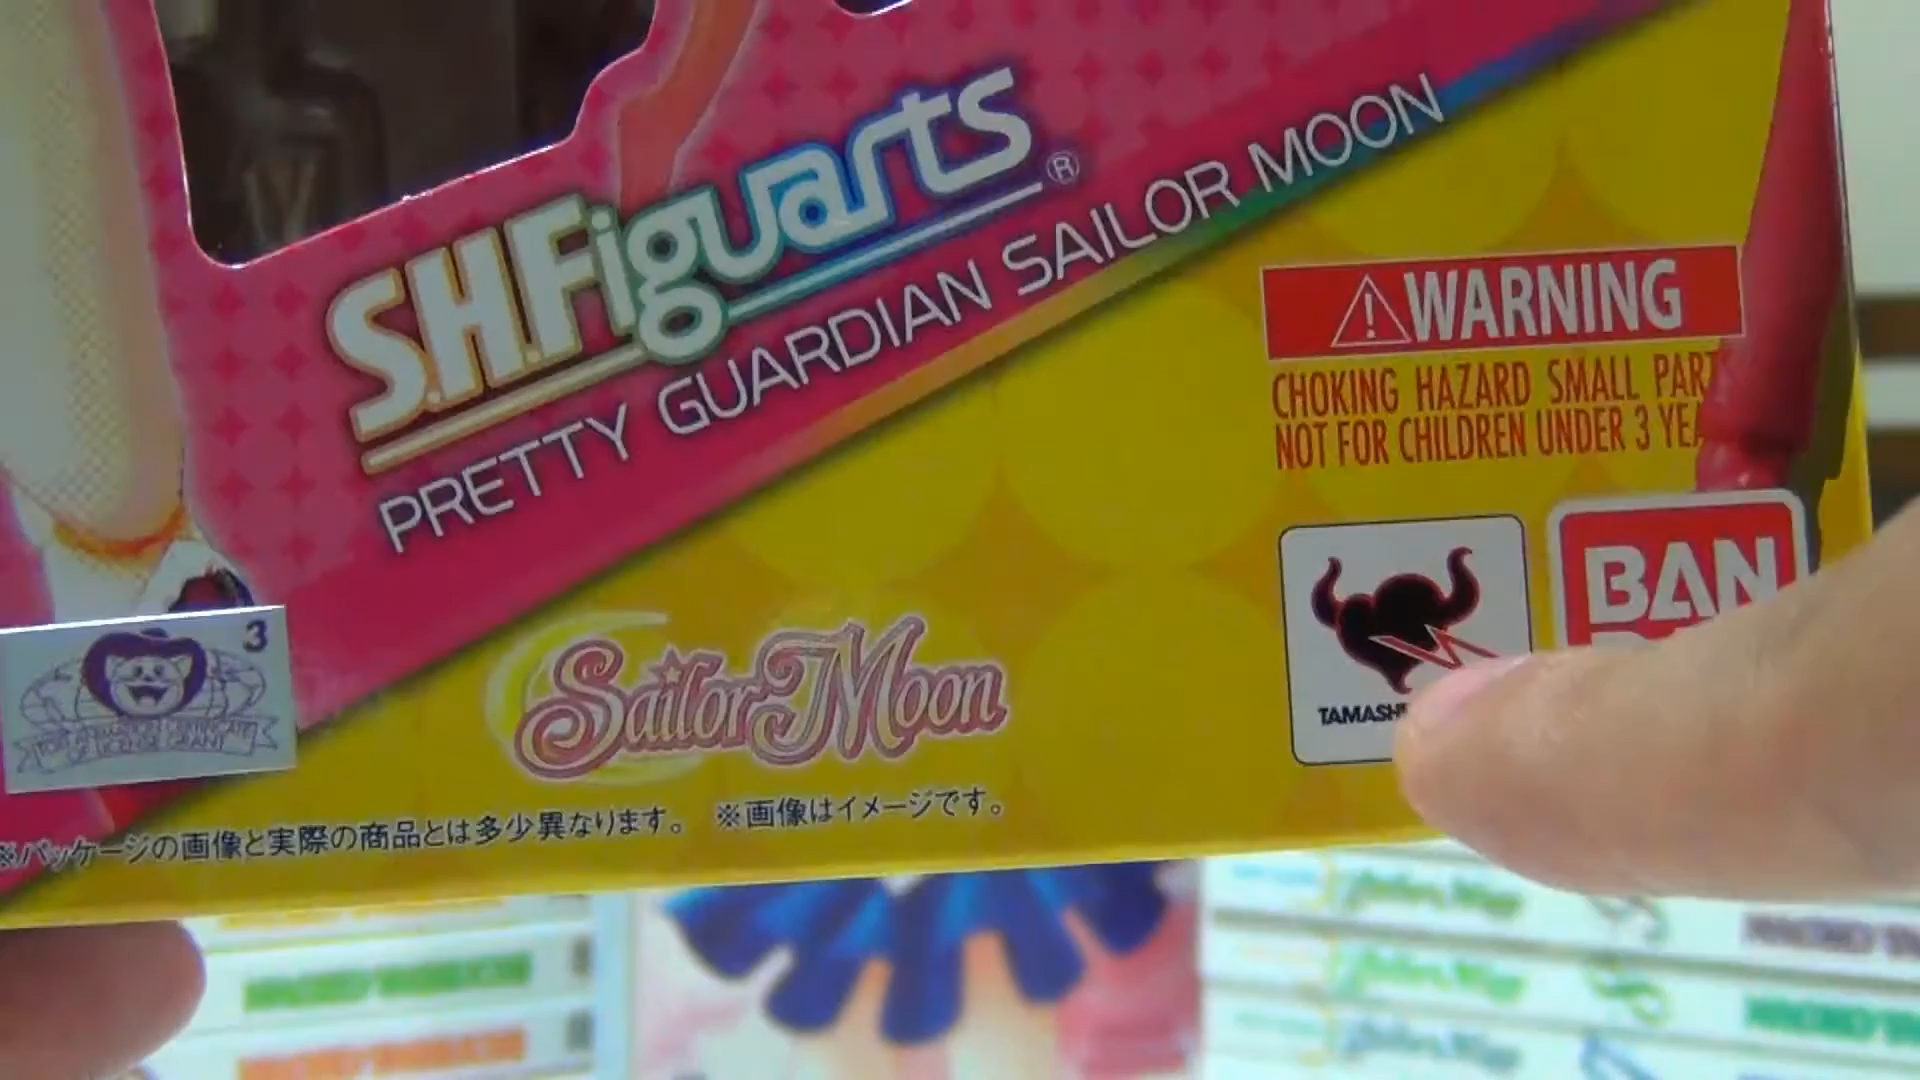 S.H.Figuarts®
PRETTY GUARDIAN SAILOR MOON
WARNING
CHOKING HAZARD SMALL PART
NOT FOR CHILDREN UNDER 3 YEA
TAMASHI
BAN
3
Sailor Moon
※パッケージの画像と実際の商品とは多少異なります。 ※画像はイメージです。